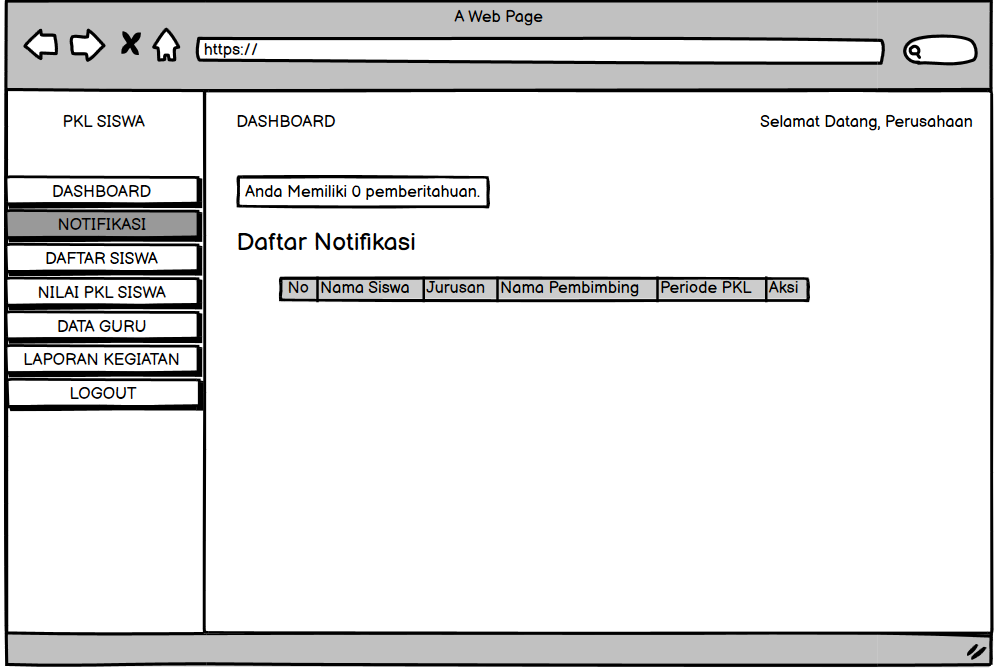 A Web Page
https://
PKL SISWA
DASHBOARD
NOTIFIKASI
DAFTAR SISWA
NILAI PKL SISWA
DATA GURU
LAPORAN KEGIATAN
LOGOUT
DASHBOARD
Selamat Datang, Perusahaan
Anda Memiliki 0 pemberitahuan.
Daftar Notifikasi
No Nama Siswa Jurusan Nama Pembimbing Periode PKL Aksi